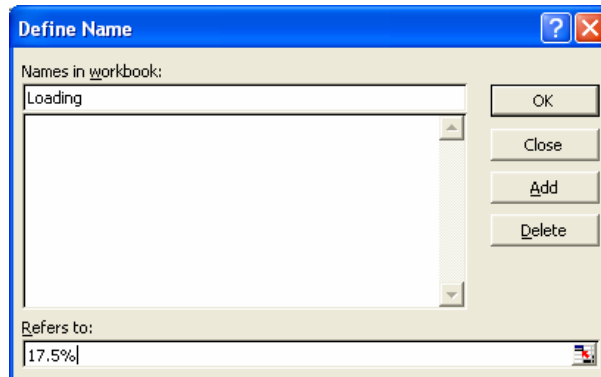 Define Name
?
Names in workbook:
Loading
OK
Close
Add
Delete
Refers to:
17.5%